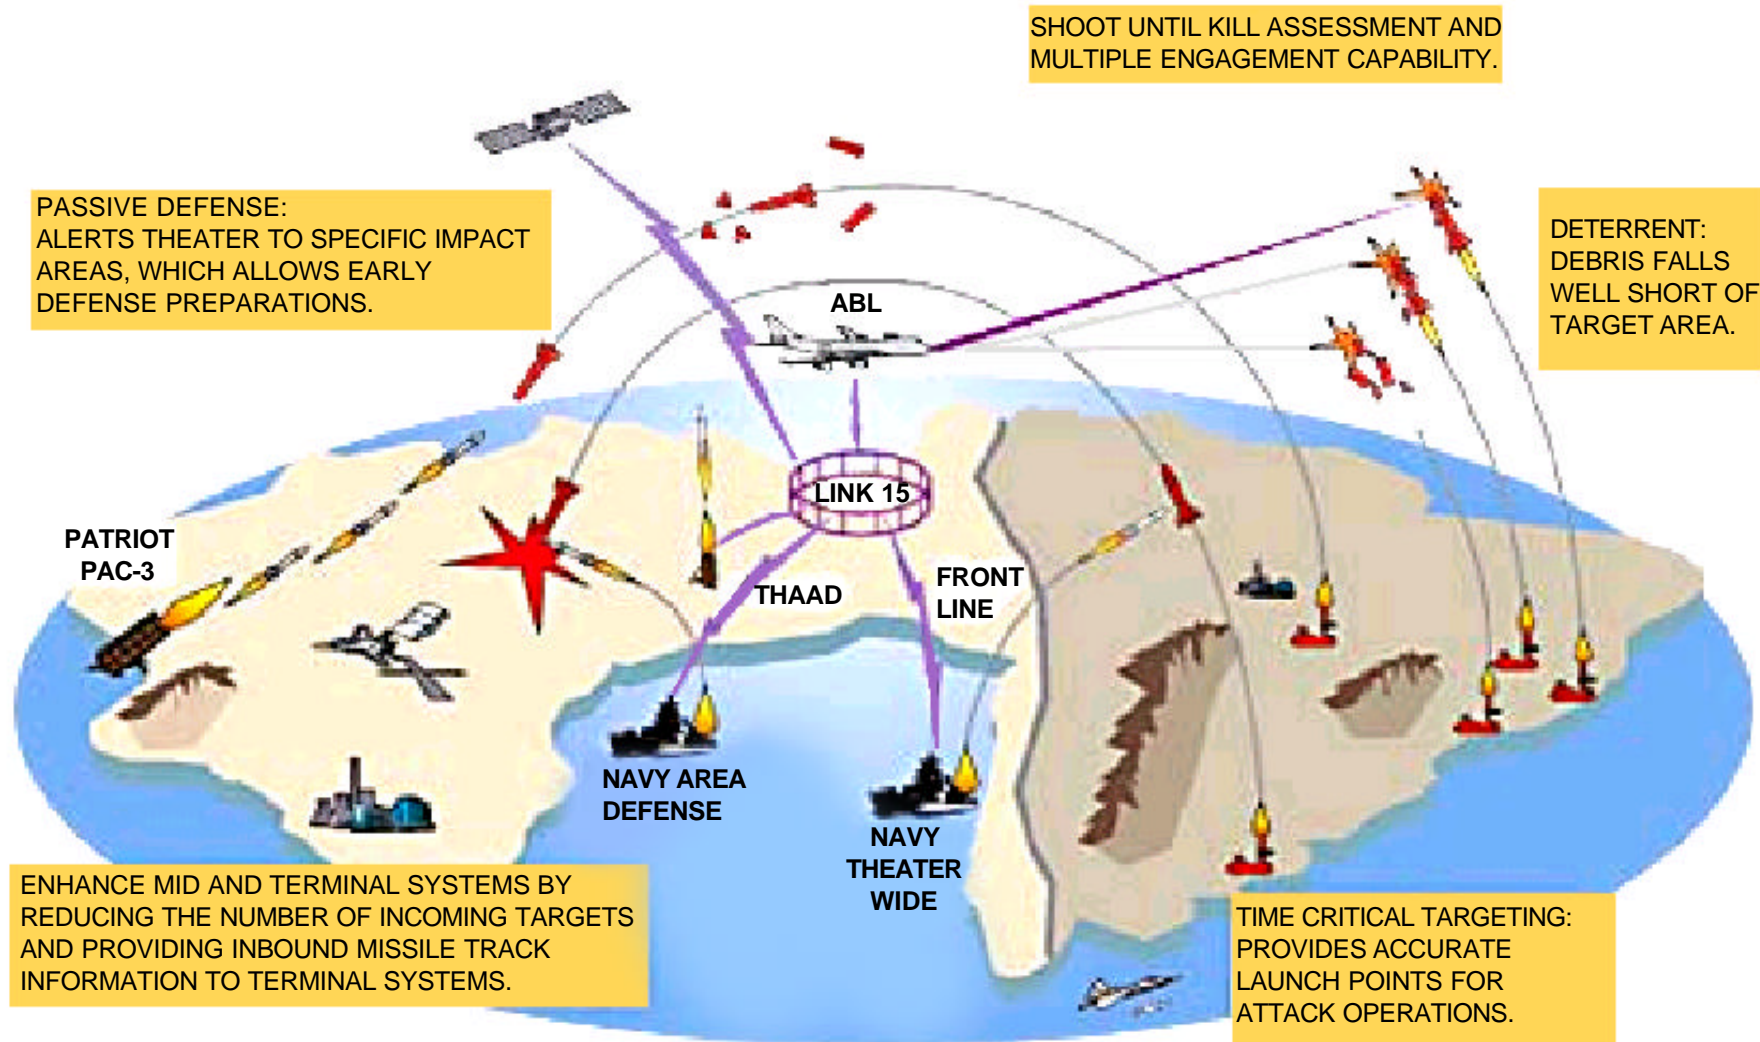 SHOOT UNTIL KILL ASSESSMENT AND
MULTIPLE ENGAGEMENT CAPABILITY.
PASSIVE DEFENSE:
ALERTS THEATER TO SPECIFIC IMPACT
AREAS, WHICH ALLOWS EARLY
DEFENSE PREPARATIONS.
DETERRENT:
DEBRIS FALLS
WELL SHORT OF
TARGET AREA.
ABL
LINK 15
PATRIOT
PAC-3
THAAD
FRONT
LINE
NAVY AREA
DEFENSE
NAVY
THEATER
WIDE
ENHANCE MID AND TERMINAL SYSTEMS BY
REDUCING THE NUMBER OF INCOMING TARGETS
AND PROVIDING INBOUND MISSILE TRACK
INFORMATION TO TERMINAL SYSTEMS.
TIME CRITICAL TARGETING:
PROVIDES ACCURATE
LAUNCH POINTS FOR
ATTACK OPERATIONS.